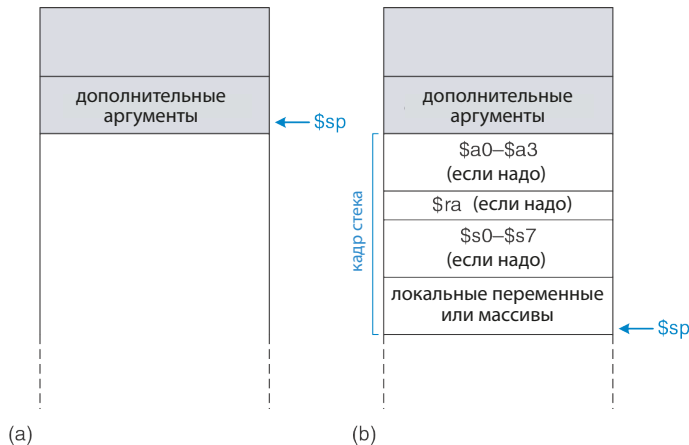 дополнительные
аргументы
$sp
(a)
дополнительные
аргументы
$a0–$a3
(если надо)
$ra (если надо)
$s0–$s7
(если надо)
локальные переменные
или массивы
кадр стека
$sp
(b)